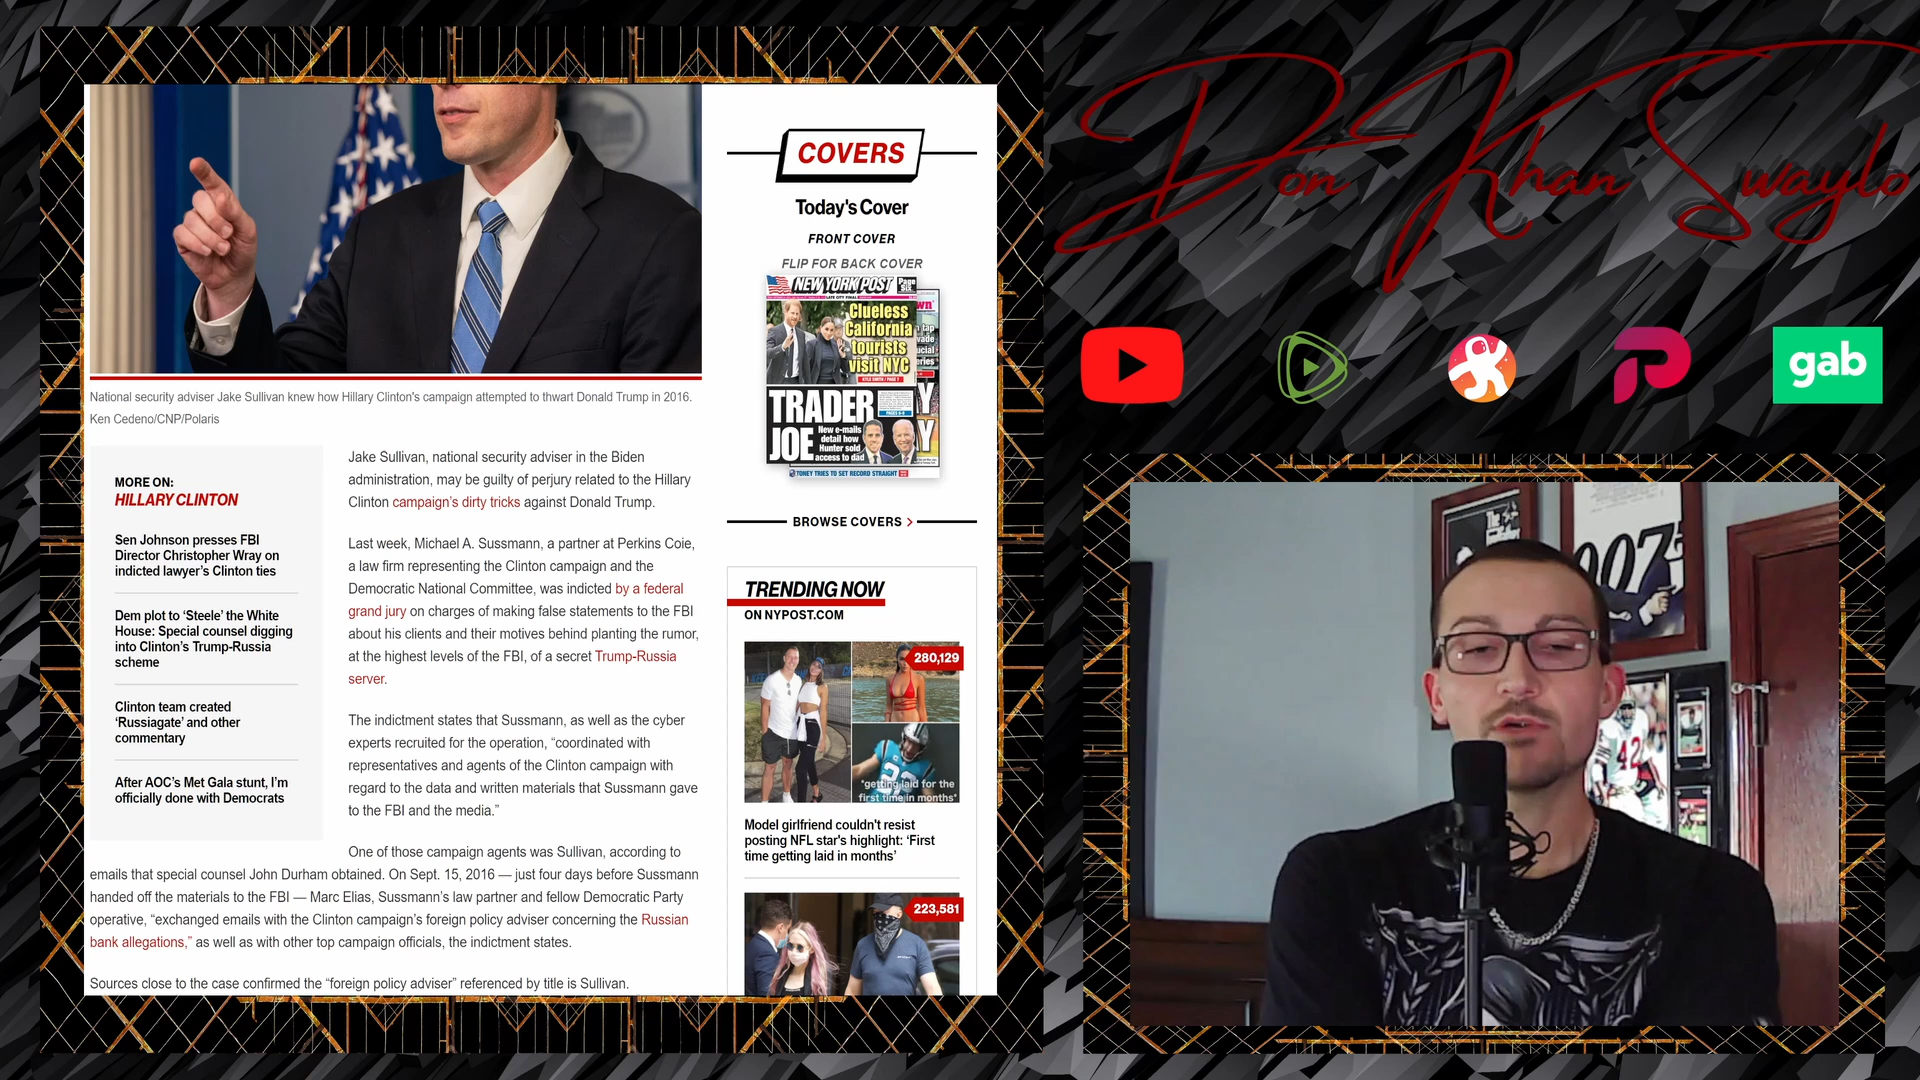 Don Khan Swaylo
gab
COVERS
Today's Cover
FRONT COVER
FLIP FOR BACK COVER
NEW YORK POST
Page
Six
LATE CITY FINAL
Clueless
California
tourists
visit NYC
TRADER
JOE
New e-mails
detail how
Hunter sold
access to dad
TONEY TRIES TO SET RECORD STRAIGHT
BROWSE COVERS >
TRENDING NOW
ON NYPOST.COM
280,129
*getting laid for the
first time in months*
Model girlfriend couldn't resist
posting NFL star's highlight: ‘First
time getting laid in months’
223,581
National security adviser Jake Sullivan knew how Hillary Clinton's campaign attempted to thwart Donald Trump in 2016.
Ken Cedeno/CNP/Polaris
MORE ON:
HILLARY CLINTON
Sen Johnson presses FBI
Director Christopher Wray on
indicted lawyer’s Clinton ties
Dem plot to ‘Steele’ the White
House: Special counsel digging
into Clinton’s Trump-Russia
scheme
Clinton team created
‘Russiagate’ and other
commentary
After AOC’s Met Gala stunt, I’m
officially done with Democrats
Jake Sullivan, national security adviser in the Biden
administration, may be guilty of perjury related to the Hillary
Clinton campaign’s dirty tricks against Donald Trump.
Last week, Michael A. Sussmann, a partner at Perkins Coie,
a law firm representing the Clinton campaign and the
Democratic National Committee, was indicted by a federal
grand jury on charges of making false statements to the FBI
about his clients and their motives behind planting the rumor,
at the highest levels of the FBI, of a secret Trump-Russia
server.
The indictment states that Sussmann, as well as the cyber
experts recruited for the operation, “coordinated with
representatives and agents of the Clinton campaign with
regard to the data and written materials that Sussmann gave
to the FBI and the media.”
One of those campaign agents was Sullivan, according to
emails that special counsel John Durham obtained. On Sept. 15, 2016 — just four days before Sussmann
handed off the materials to the FBI — Marc Elias, Sussmann’s law partner and fellow Democratic Party
operative, “exchanged emails with the Clinton campaign’s foreign policy adviser concerning the Russian
bank allegations,” as well as with other top campaign officials, the indictment states.
Sources close to the case confirmed the “foreign policy adviser” referenced by title is Sullivan.
007
42